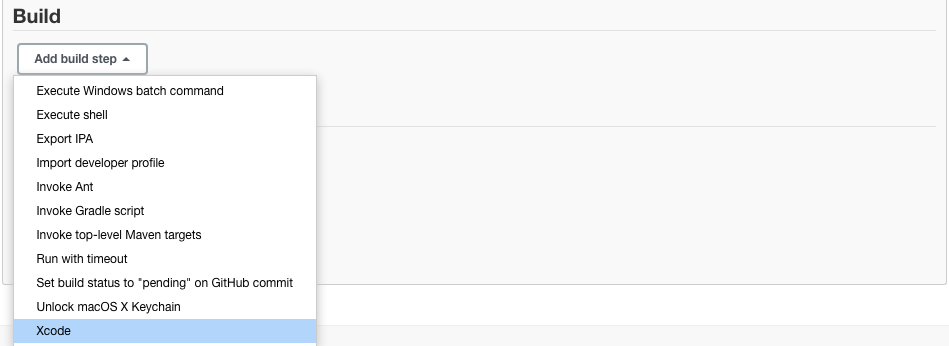 Build
Add build step
Execute Windows batch command
Execute shell
Export IPA
Import developer profile
Invoke Ant
Invoke Gradle script
Invoke top-level Maven targets
Run with timeout
Set build status to "pending" on GitHub commit
Unlock macOS X Keychain
Xcode